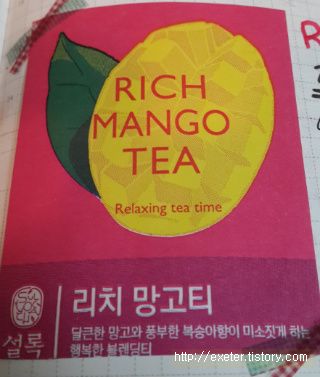 RICH
MANGO
TEA
Relaxing tea time
설록
리치 망고티
달큰한 망고와 풍부한 복숭아향이 미소짓게 하는
행복한 블렌딩티
http://exeter.tistory.com